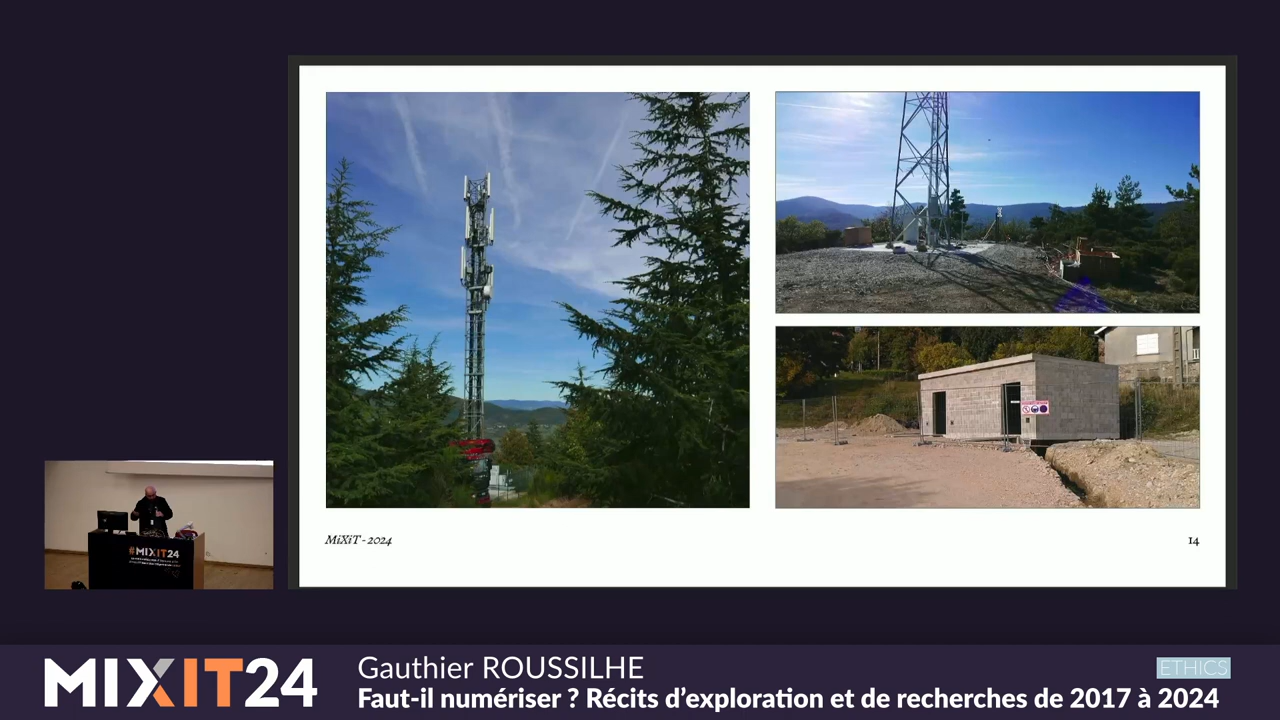 MiXiT - 2024
14
#MIXIT24
MIXIT24
Gauthier ROUSSILHE
ETHICS
Faut-il numériser ? Récits d’exploration et de recherches de 2017 à 2024